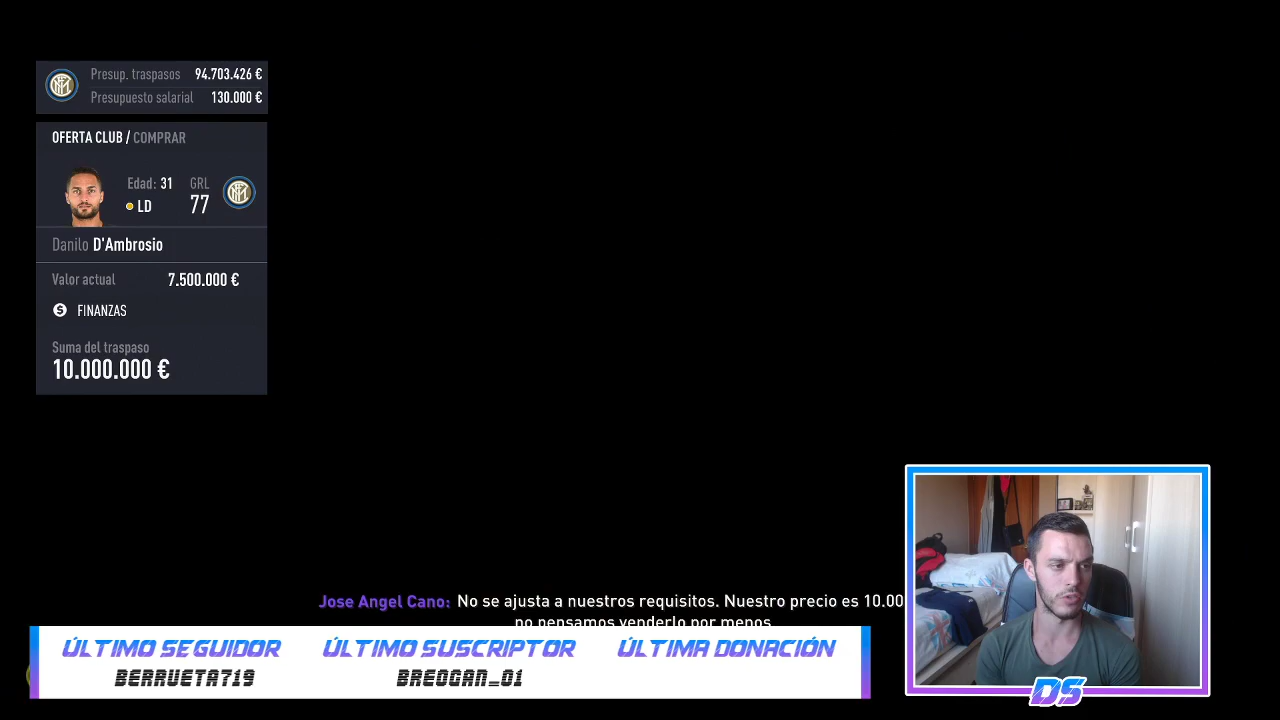 Presup. traspasos 94.703.426 €
Presupuesto salarial 130.000 €
OFERTA CLUB / COMPRAR
Edad: 31 GRL
LD 77
Danilo D'Ambrosio
Valor actual 7.500.000 €
FINANZAS
Suma del traspaso
10.000.000 €
Jose Angel Cano: No se ajusta a nuestros requisitos. Nuestro precio es 10.00
no pensamos venderlo por menos
ÚLTIMO SEGUIDOR ÚLTIMO SUSCRIPTOR ÚLTIMA DONACIÓN
BERRUETA719 BREOGAN_01
DS